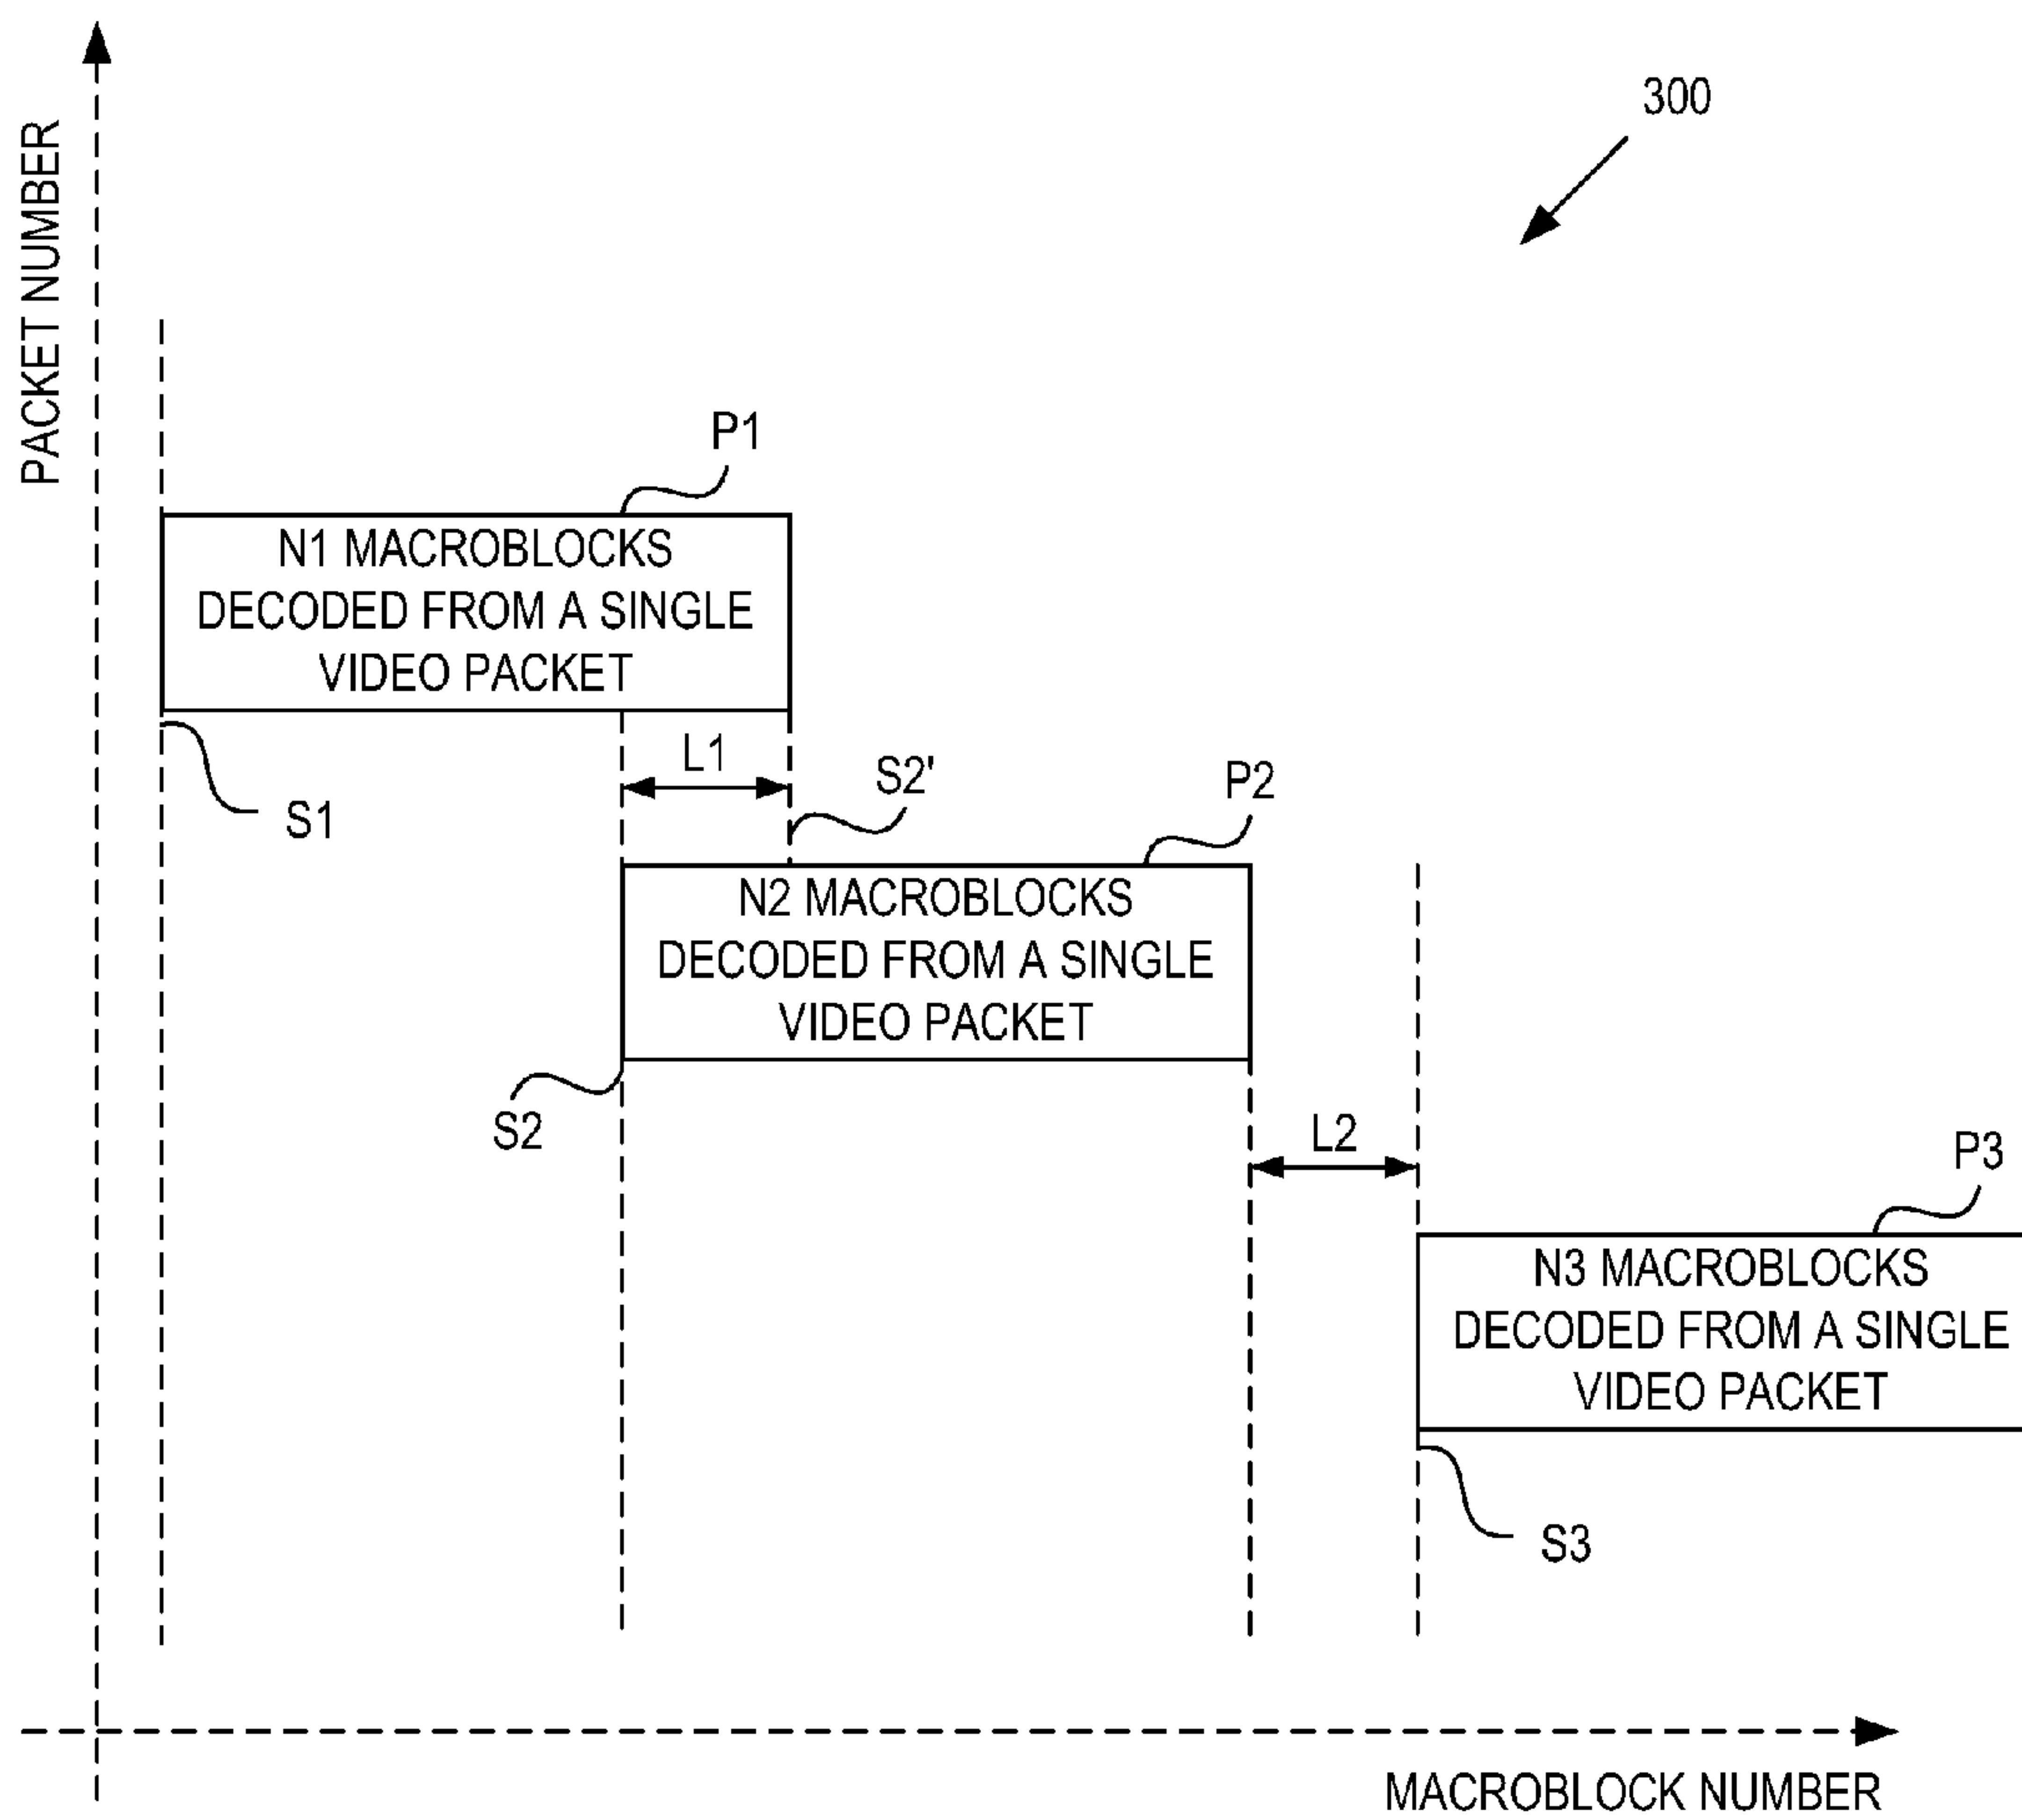 PACKET NUMBER
300
P1
N1 MACROBLOCKS
DECODED FROM A SINGLE
VIDEO PACKET
L1
S1
S2'
P2
N2 MACROBLOCKS
DECODED FROM A SINGLE
VIDEO PACKET
S2
L2
P3
N3 MACROBLOCKS
DECODED FROM A SINGLE
VIDEO PACKET
S3
MACROBLOCK NUMBER